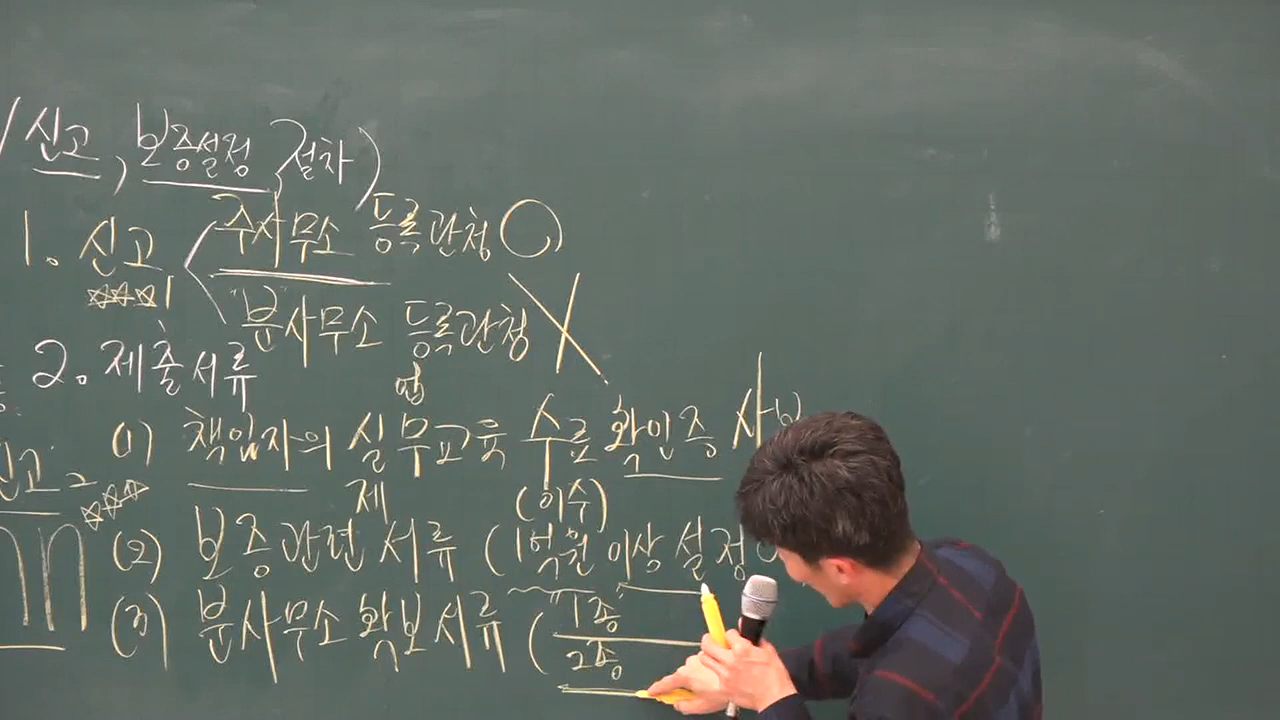 신고, 보증설정, 절차)
1. 신고 주사무소 등록관청 ○
"분"사무소 등록관청 X
2. 제출서류
(1) 책임자의 실무교육 수료확인증 사본
(이수)
신고
(2) 보증관련 서류 (1억원 이상 설정
(3) 분사무소 확보서류 (
1종
2종